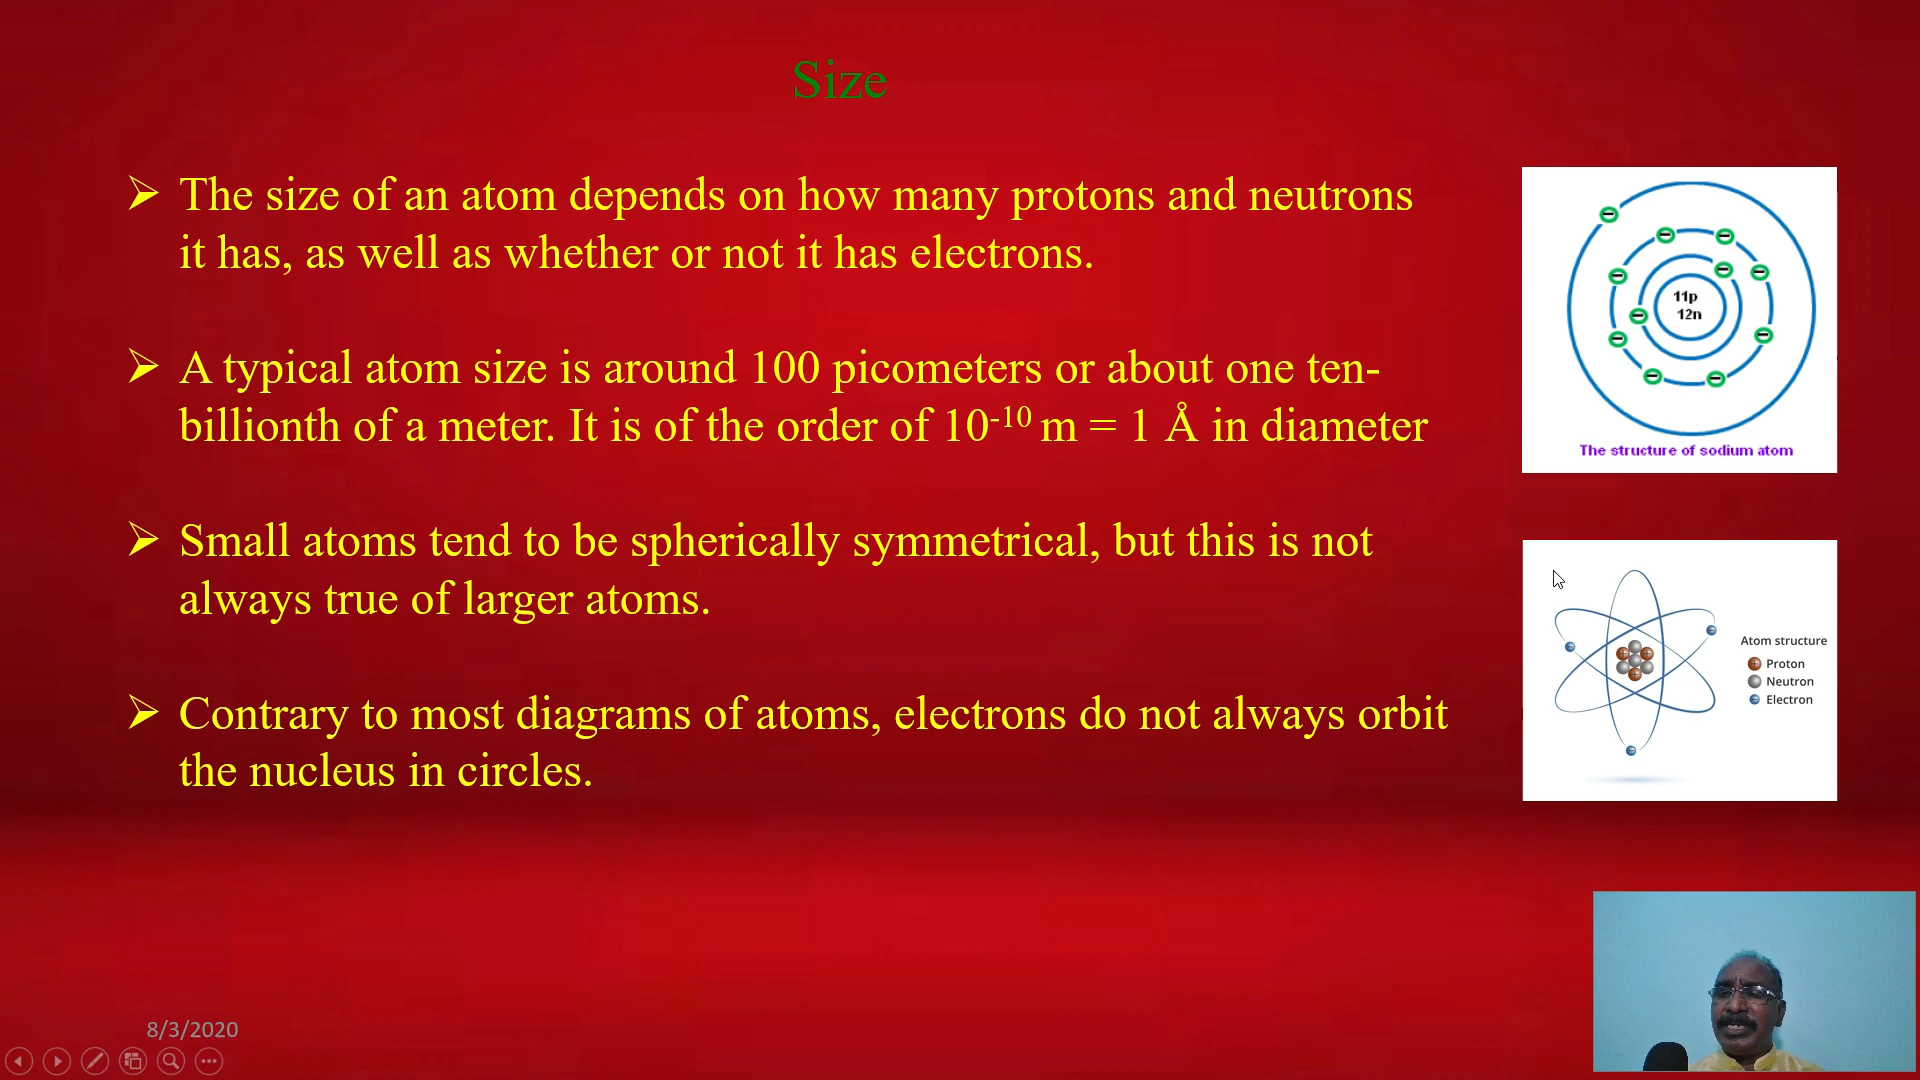 Size
The size of an atom depends on how many protons and neutrons
it has, as well as whether or not it has electrons.
A typical atom size is around 100 picometers or about one ten-
billionth of a meter. It is of the order of 10⁻¹⁰ m = 1 Å in diameter
Small atoms tend to be spherically symmetrical, but this is not
always true of larger atoms.
Contrary to most diagrams of atoms, electrons do not always orbit
the nucleus in circles.
11p
12n
The structure of sodium atom
Atom structure
Proton
Neutron
Electron
8/3/2020